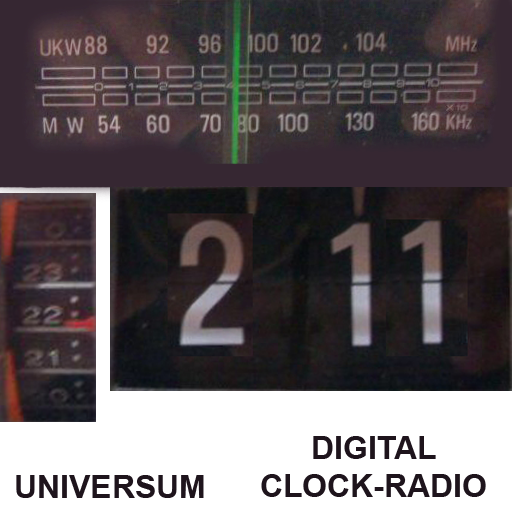 UKW 88 92 96 100 102 104 MHz
0 1 2 3 4 5 6 7 8 9 10
X10
MW 54 60 70 80 100 130 160 KHz
23
22
21
2 11
DIGITAL
UNIVERSUM CLOCK-RADIO